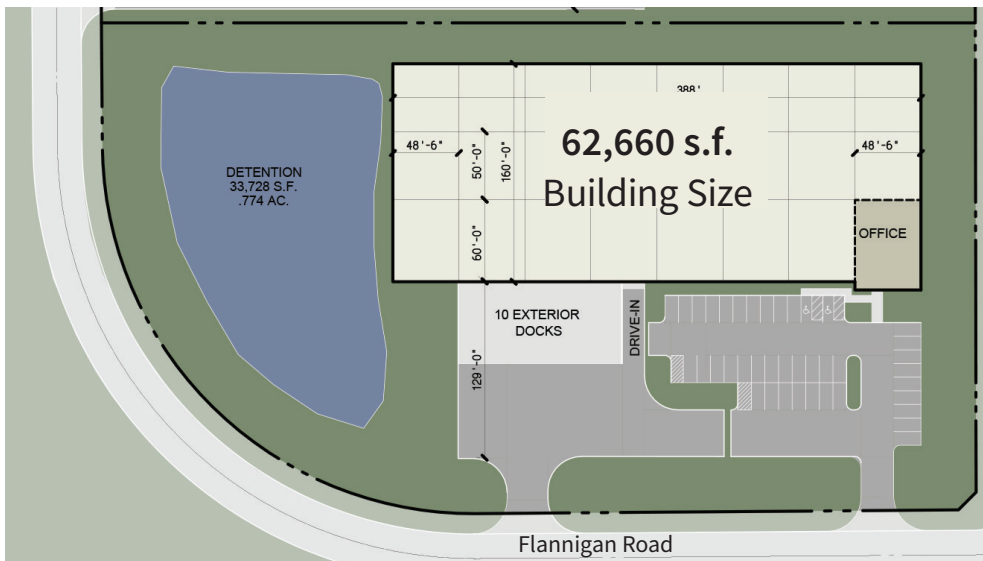 388'
48'-6"
50'-0"
160'-0"
62,660 s.f.
Building Size
48'-6"
DETENTION
33,728 S.F.
.774 AC.
60'-0"
OFFICE
10 EXTERIOR
DOCKS
DRIVE-IN
129'-0"
Flannigan Road